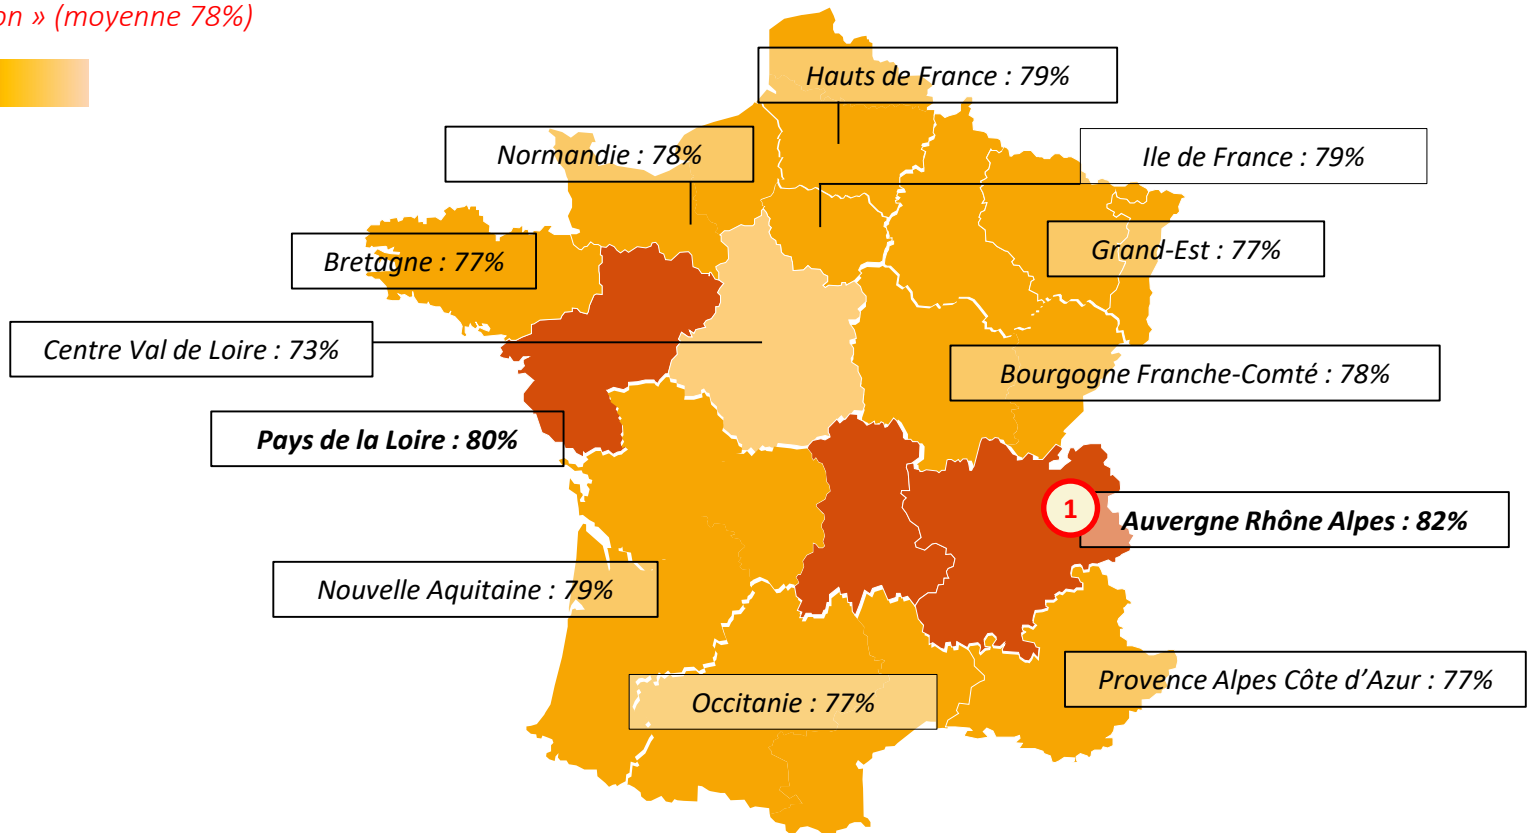 on » (moyenne 78%)
Hauts de France : 79%
Normandie : 78%
Ile de France : 79%
Bretagne : 77%
Grand-Est : 77%
Centre Val de Loire : 73%
Bourgogne Franche-Comté : 78%
Pays de la Loire : 80%
1
Auvergne Rhône Alpes : 82%
Nouvelle Aquitaine : 79%
Provence Alpes Côte d’Azur : 77%
Occitanie : 77%